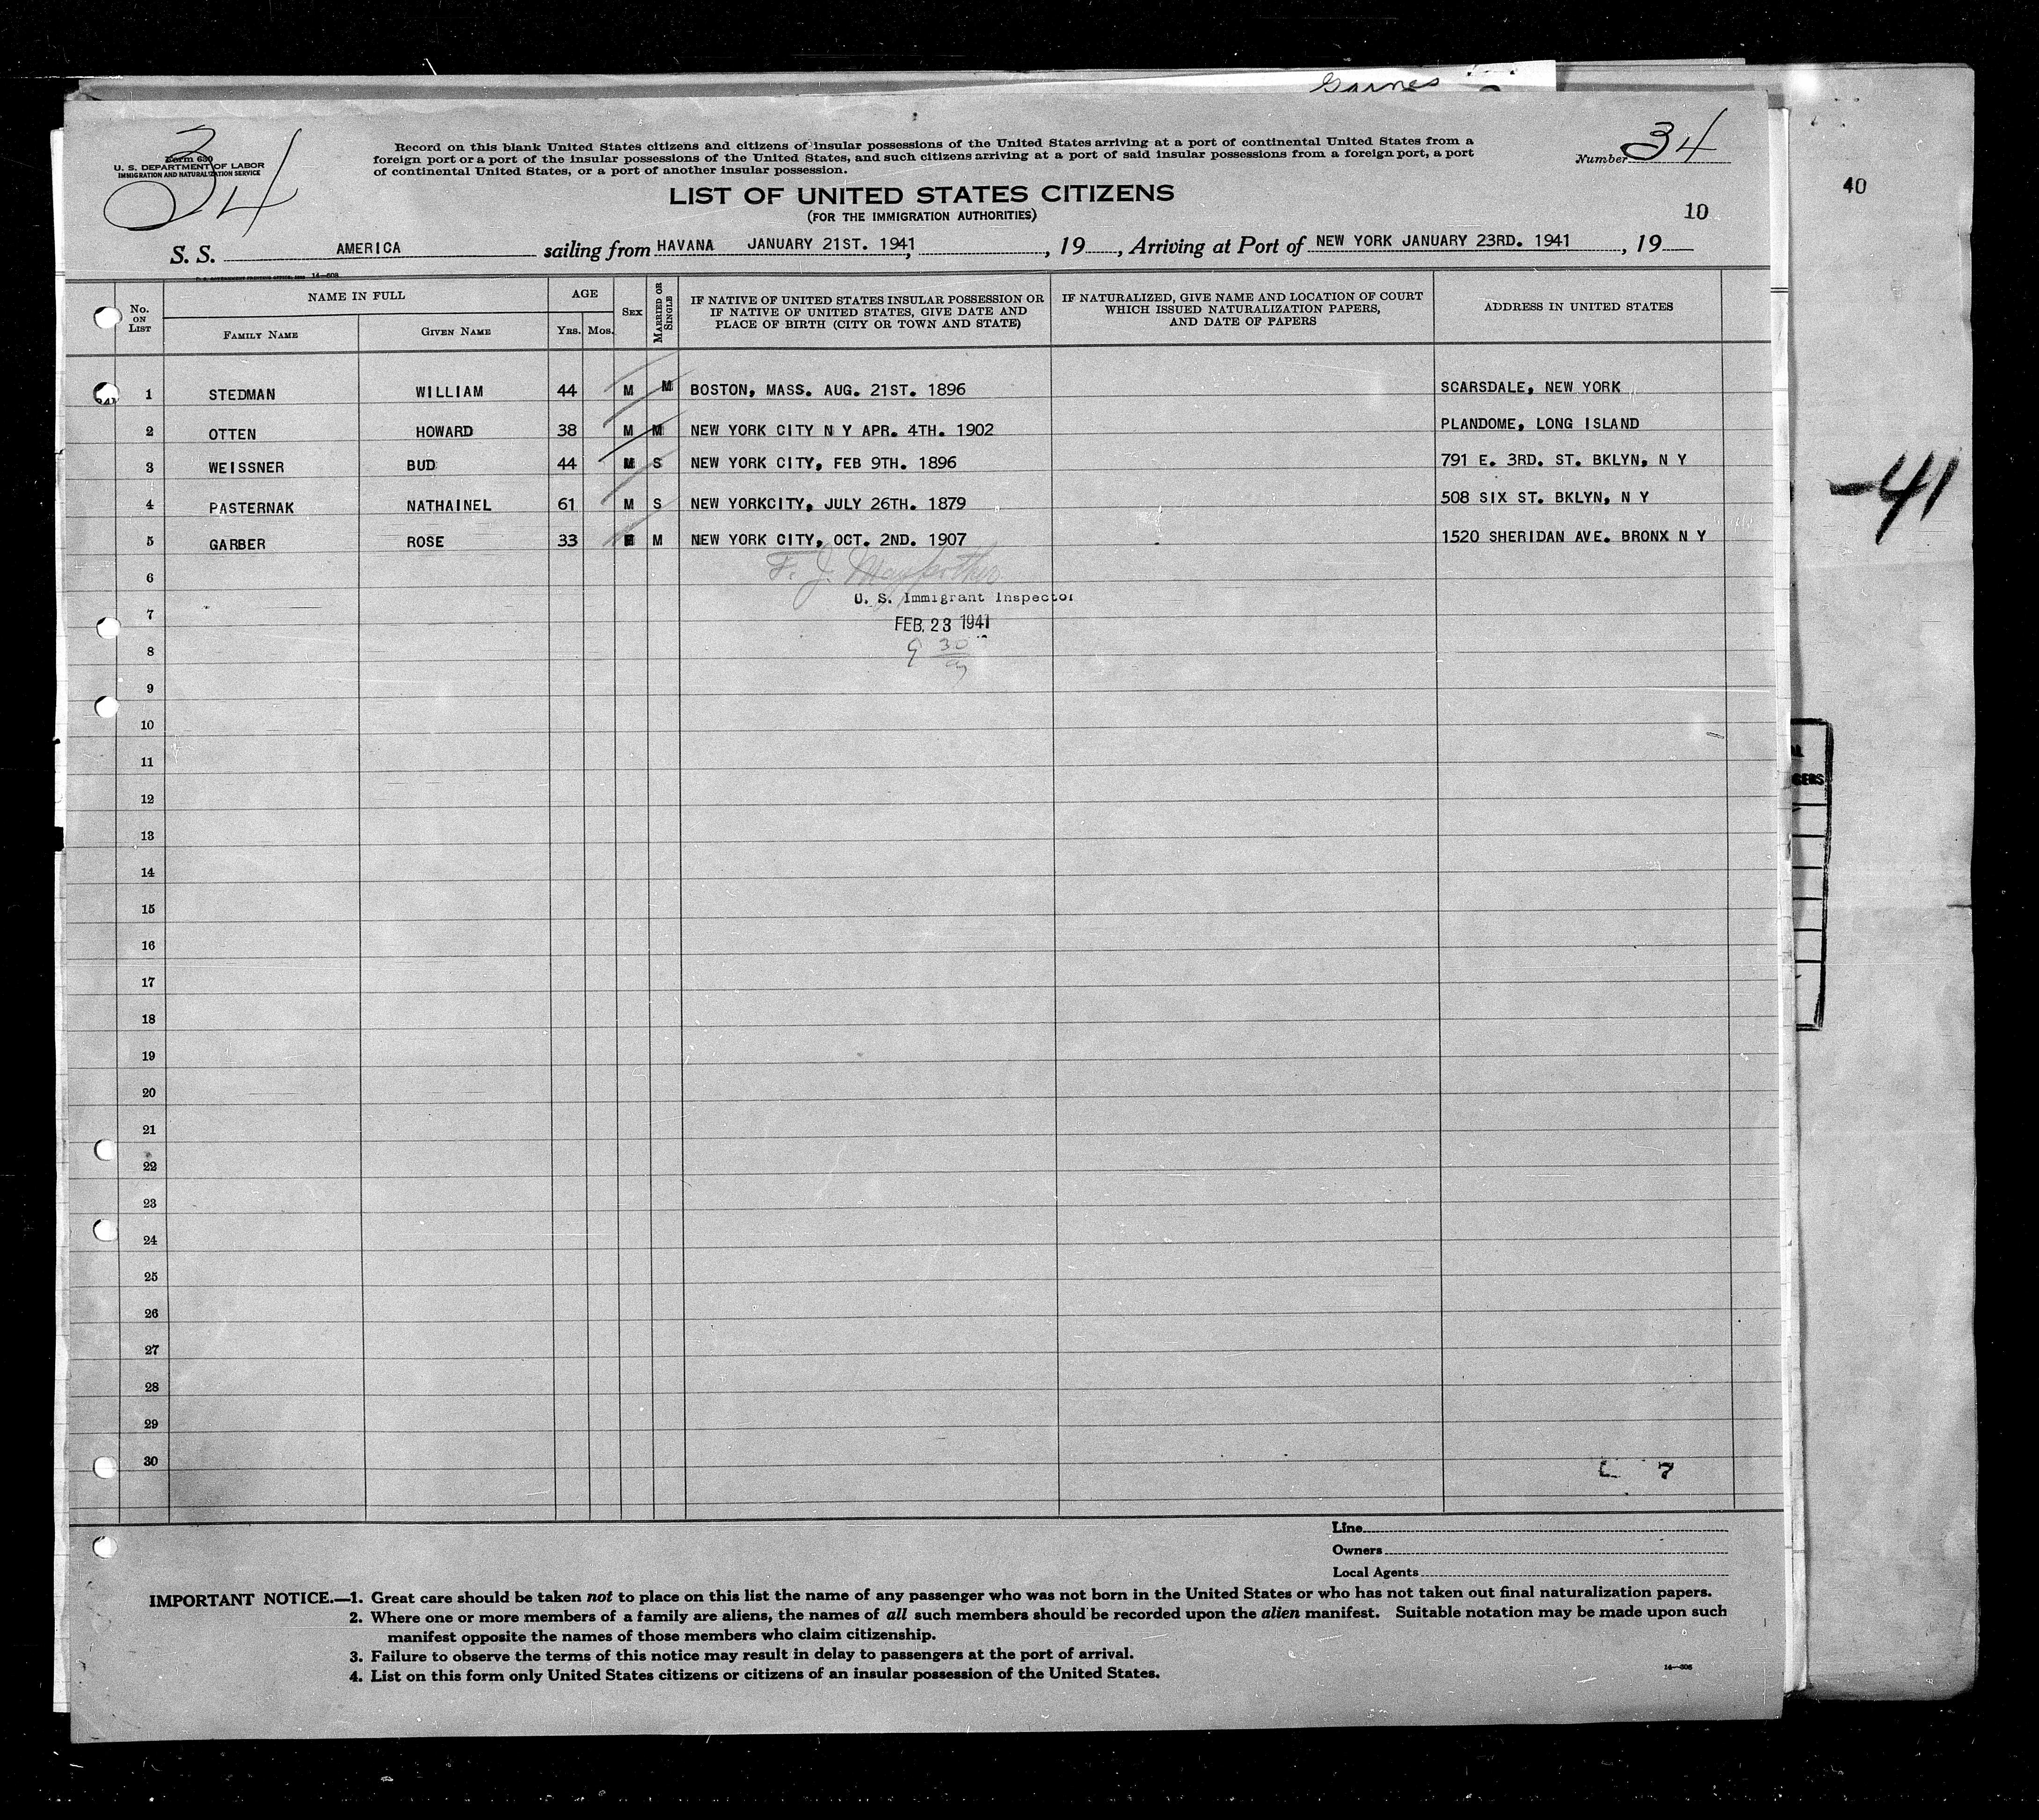 Garnes
34
Form 630
U. S. DEPARTMENT OF LABOR
IMMIGRATION AND NATURALIZATION SERVICE
Record on this blank United States citizens and citizens of insular possessions of the United States arriving at a port of continental United States from a
foreign port or a port of the insular possessions of the United States, and such citizens arriving at a port of said insular possessions from a foreign port, a port
of continental United States, or a port of another insular possession.
Number 34
40
LIST OF UNITED STATES CITIZENS
(FOR THE IMMIGRATION AUTHORITIES)
10
S. S. AMERICA sailing from HAVANA JANUARY 21ST. 1941, , 19 , Arriving at Port of NEW YORK JANUARY 23RD. 1941 , 19
No. ON LIST
NAME IN FULL
FAMILY NAME GIVEN NAME
AGE
YRS. MOS.
SEX
MARRIED OR SINGLE
IF NATIVE OF UNITED STATES INSULAR POSSESSION OR
IF NATIVE OF UNITED STATES, GIVE DATE AND
PLACE OF BIRTH (CITY OR TOWN AND STATE)
IF NATURALIZED, GIVE NAME AND LOCATION OF COURT
WHICH ISSUED NATURALIZATION PAPERS,
AND DATE OF PAPERS
ADDRESS IN UNITED STATES
1 STEDMAN WILLIAM 44 M M BOSTON, MASS. AUG. 21ST. 1896 SCARSDALE, NEW YORK
2 OTTEN HOWARD 38 M M NEW YORK CITY N Y APR. 4TH. 1902 PLANDOME, LONG ISLAND
3 WEISSNER BUD 44 M S NEW YORK CITY, FEB 9TH. 1896 791 E. 3RD. ST. BKLYN, N Y
4 PASTERNAK NATHAINEL 61 M S NEW YORKCITY, JULY 26TH. 1879 508 SIX ST. BKLYN, N Y
5 GARBER ROSE 33 F M NEW YORK CITY, OCT. 2ND. 1907 1520 SHERIDAN AVE. BRONX N Y
-41
6
F. J.
U. S. Immigrant Inspector
7
FEB. 23 1941
8
9 30
9
10
11
12
13
14
15
16
17
18
19
20
21
22
23
24
25
26
27
28
29
30
7
Line
Owners
Local Agents
IMPORTANT NOTICE.—1. Great care should be taken not to place on this list the name of any passenger who was not born in the United States or who has not taken out final naturalization papers.
2. Where one or more members of a family are aliens, the names of all such members should be recorded upon the alien manifest. Suitable notation may be made upon such
manifest opposite the names of those members who claim citizenship.
3. Failure to observe the terms of this notice may result in delay to passengers at the port of arrival.
4. List on this form only United States citizens or citizens of an insular possession of the United States.